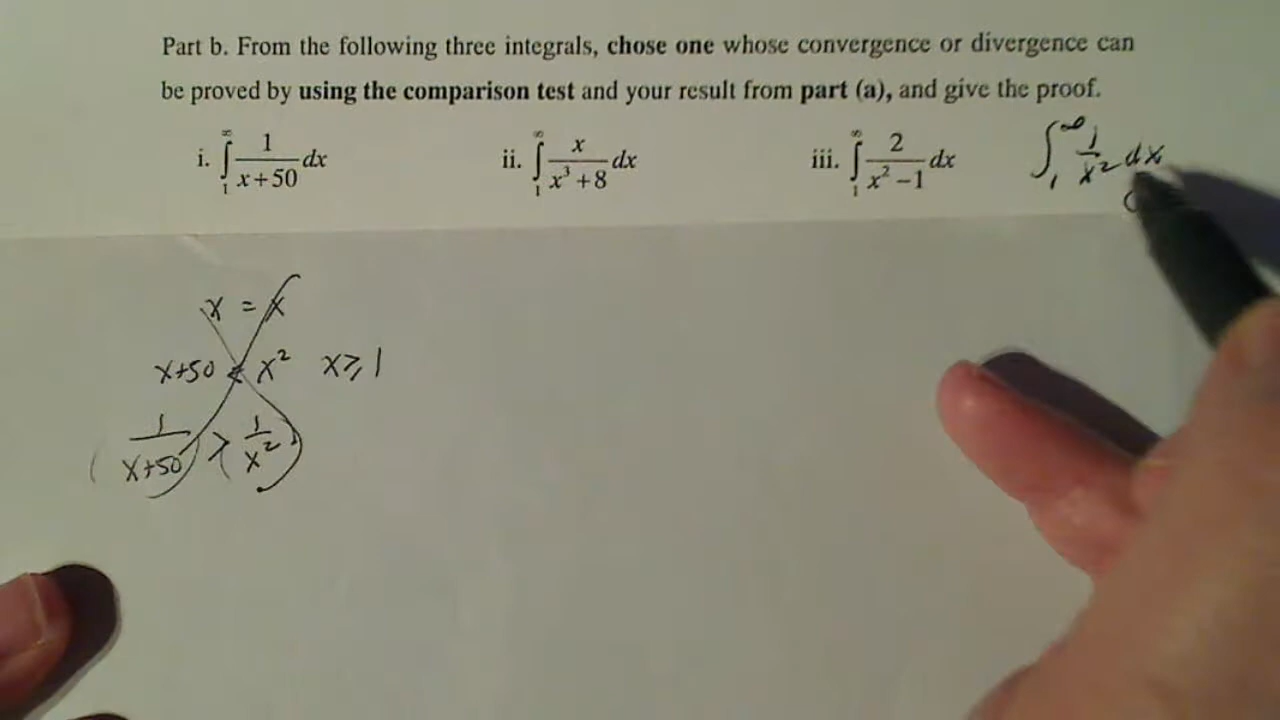 Part b. From the following three integrals, chose one whose convergence or divergence can
be proved by using the comparison test and your result from part (a), and give the proof.
i. ∫₁^∞ 1/(x+50) dx ii. ∫₁^∞ x/(x³+8) dx iii. ∫₁^∞ 2/(x²−1) dx ∫₁^∞ 1/x² dx
x = x
x+50 < x² x ≥ 1
1/(x+50) > 1/x²